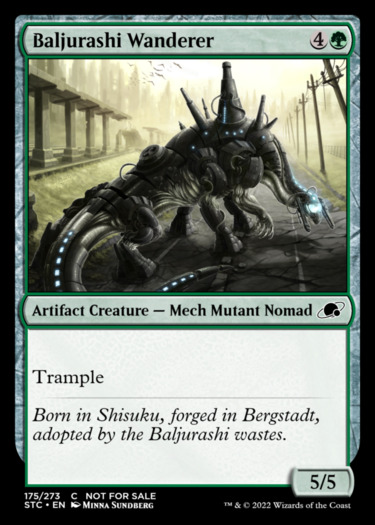 Baljurashi Wanderer 4
Artifact Creature — Mech Mutant Nomad
Trample
Born in Shisuku, forged in Bergstadt,
adopted by the Baljurashi wastes.
5/5
175/273 C NOT FOR SALE
STC • EN Minna Sundberg
™ & © 2022 Wizards of the Coast